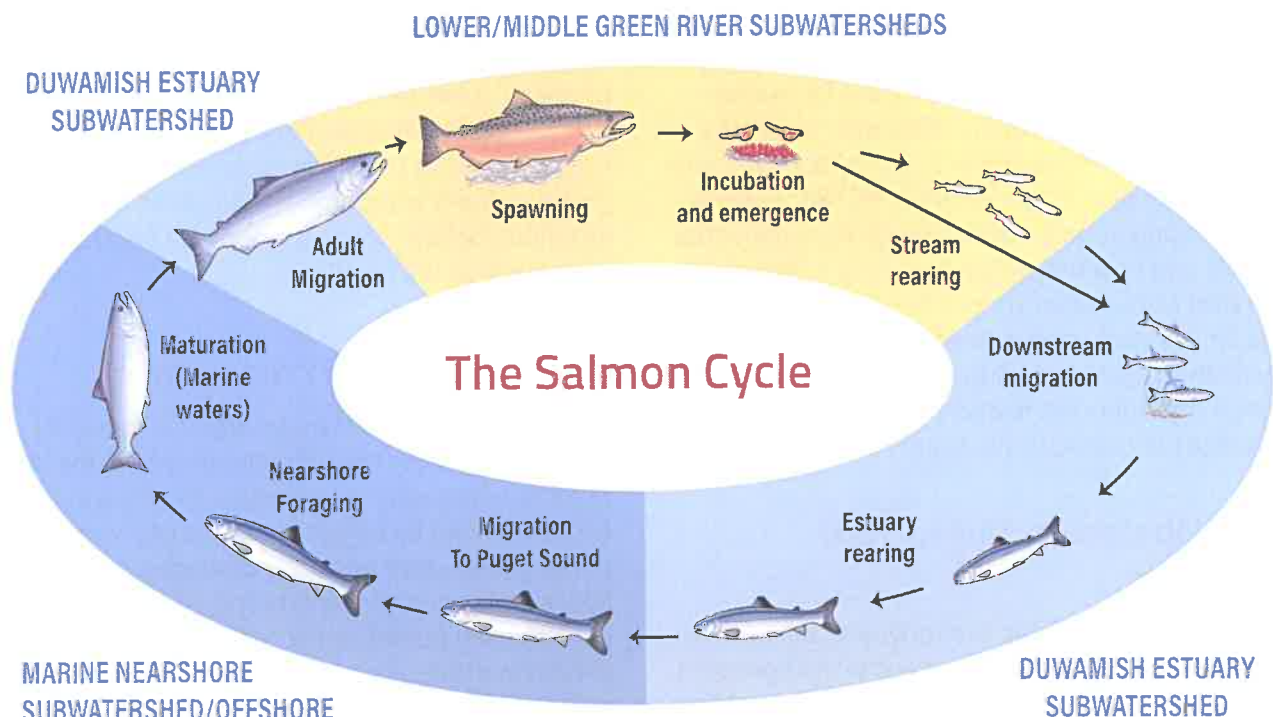 LOWER/MIDDLE GREEN RIVER SUBWATERSHEDS
DUWAMISH ESTUARY
SUBWATERSHED
Spawning
Incubation
and emergence
Stream
rearing
Adult
Migration
Maturation
(Marine
waters)
The Salmon Cycle
Downstream
migration
Nearshore
Foraging
Migration
To Puget Sound
Estuary
rearing
MARINE NEARSHORE
SUBWATERSHED/OFFSHORE
DUWAMISH ESTUARY
SUBWATERSHED